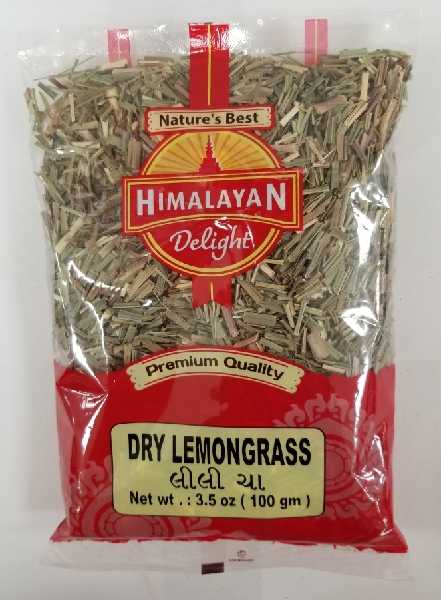 Nature's Best
HIMALAYAN
Delight
Premium Quality
DRY LEMONGRASS
લીલી ચા
Net wt . : 3.5 oz ( 100 gm )